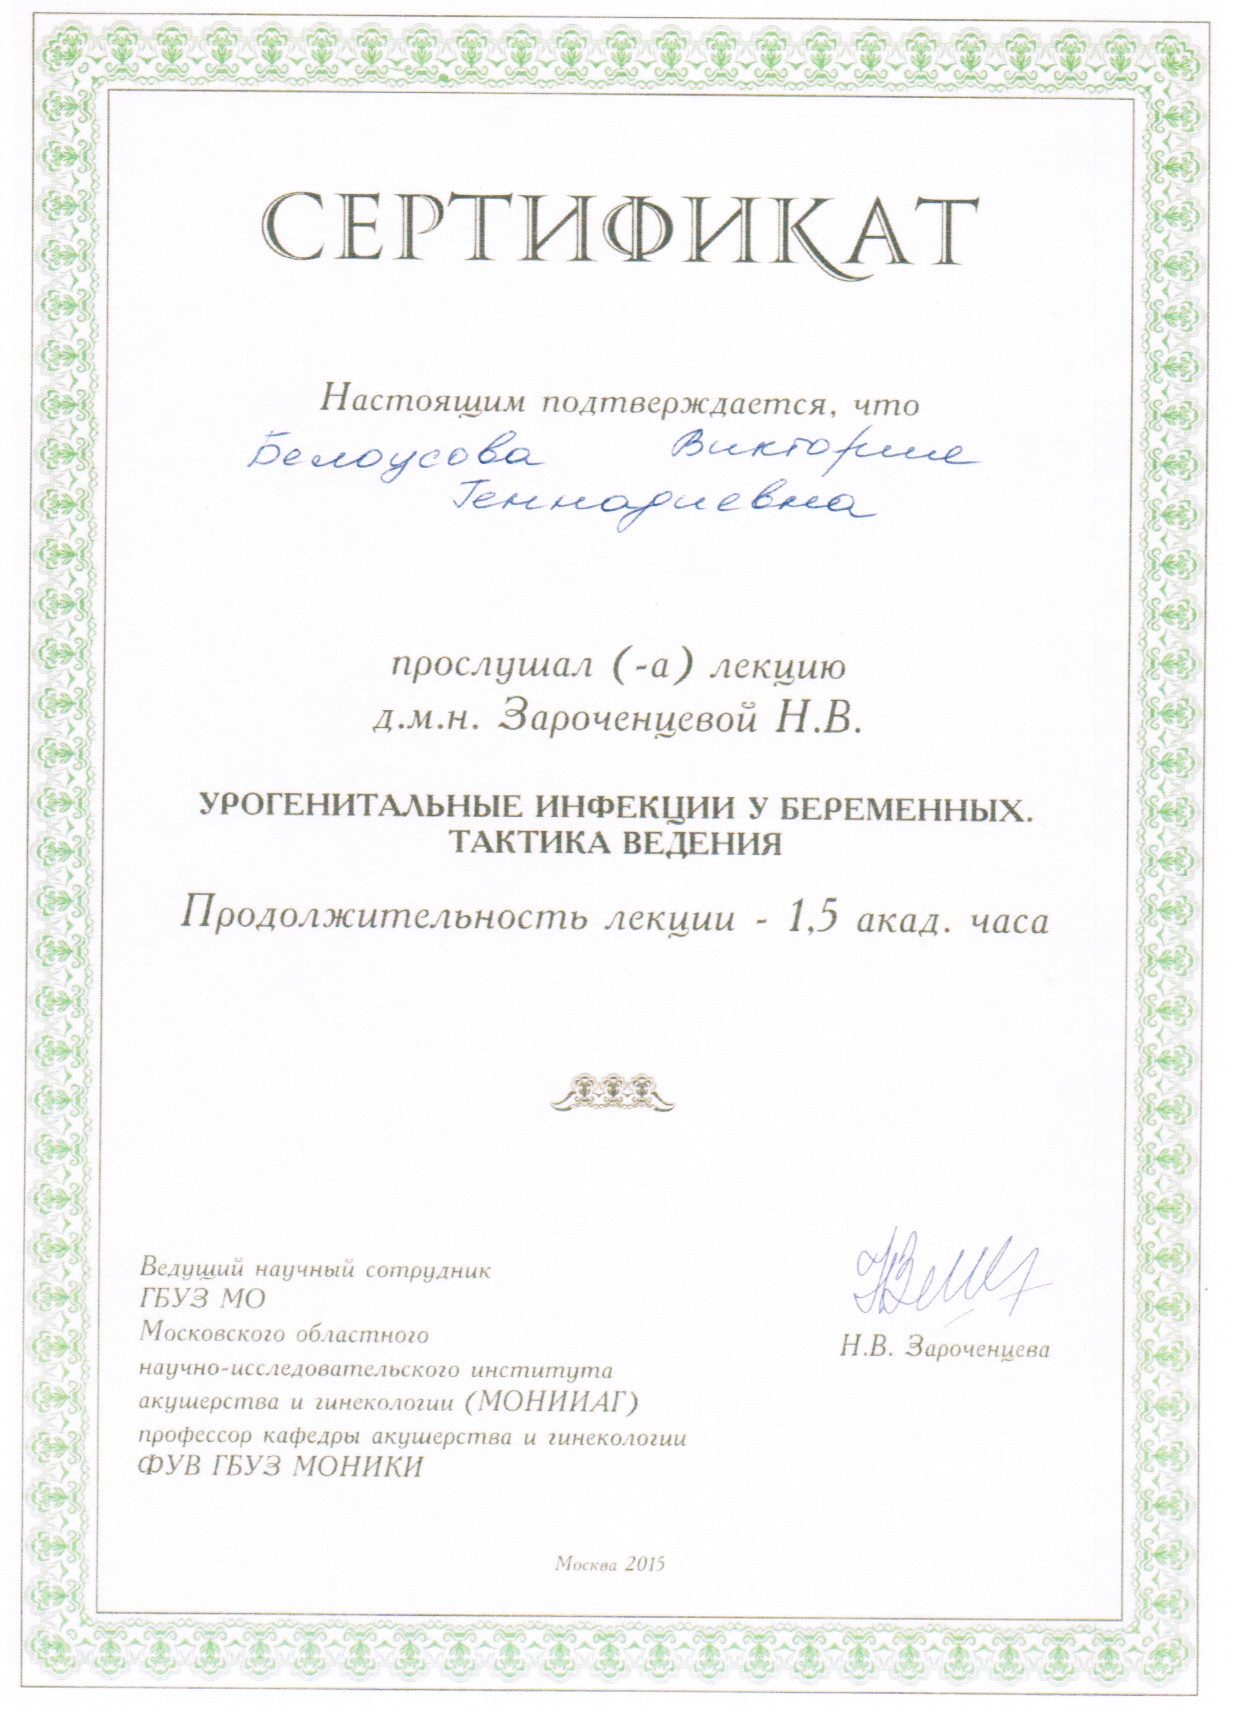 СЕРТИФИКАТ
Настоящим подтверждается, что
Белоусова Виктория
Геннадиевна
прослушал (-а) лекцию
д.м.н. Зароченцевой Н.В.
УРОГЕНИТАЛЬНЫЕ ИНФЕКЦИИ У БЕРЕМЕННЫХ.
ТАКТИКА ВЕДЕНИЯ
Продолжительность лекции - 1,5 акад. часа
Ведущий научный сотрудник
ГБУЗ МО
Московского областного
научно-исследовательского института
акушерства и гинекологии (МОНИИАГ)
профессор кафедры акушерства и гинекологии
ФУВ ГБУЗ МОНИКИ
Н.В. Зароченцева
Москва 2015